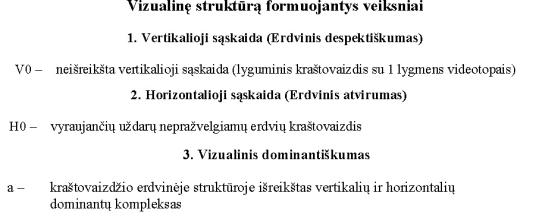 Vizualinę struktūrą formuojantys veiksniai
1. Vertikalioji sąskaida (Erdvinis despektiškumas)
V0 – neišreikšta vertikalioji sąskaida (lyguminis kraštovaizdis su 1 lygmens videotopais)
2. Horizontalioji sąskaida (Erdvinis atvirumas)
H0 – vyraujančių uždarų nepražvelgiamų erdvių kraštovaizdis
3. Vizualinis dominantiškumas
a – kraštovaizdžio erdvinėje struktūroje išreikštas vertikalių ir horizontalių
dominantų kompleksas